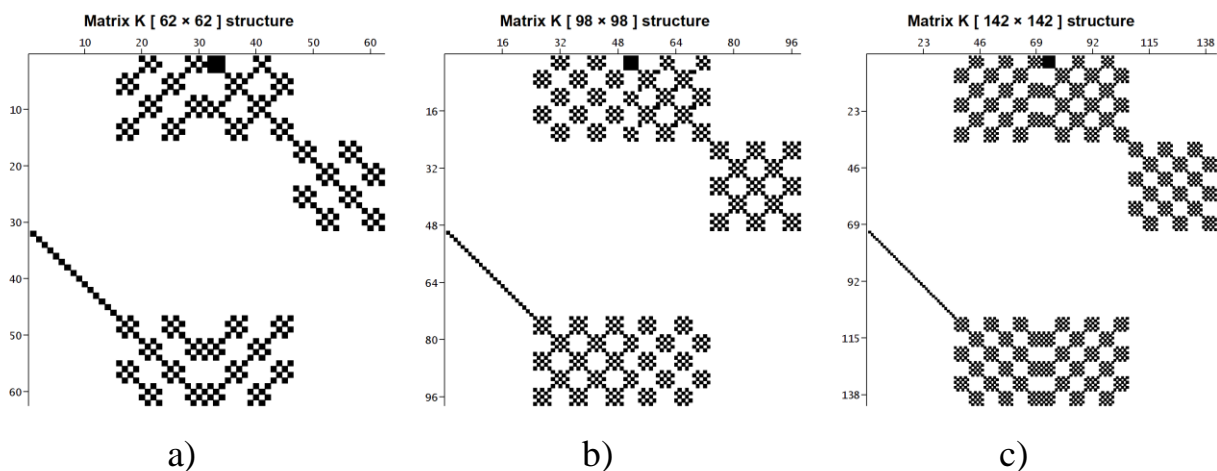 Matrix K [ 62 × 62 ] structure
10 20 30 40 50 60
10
20
30
40
50
60
a)
Matrix K [ 98 × 98 ] structure
16 32 48 64 80 96
16
32
48
64
80
96
b)
Matrix K [ 142 × 142 ] structure
23 46 69 92 115 138
23
46
69
92
115
138
c)